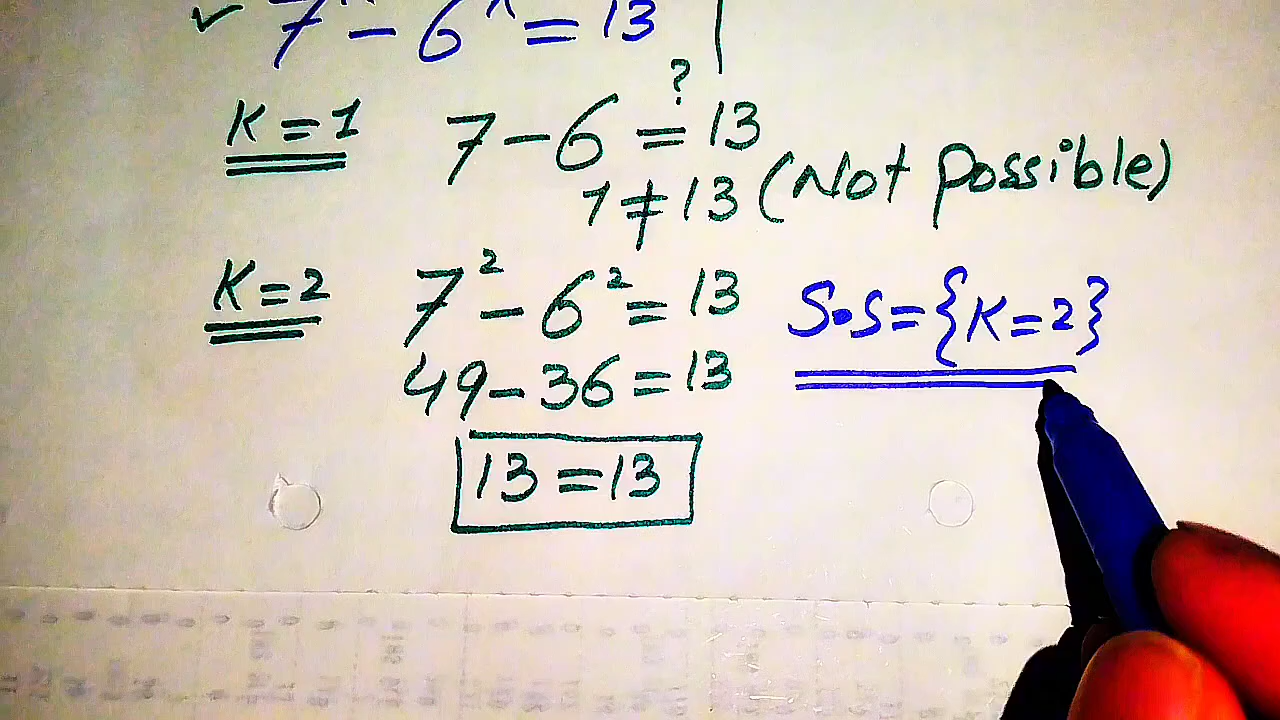 ✓ 7ᴷ - 6ᴷ = 13
K=1 7-6 ?= 13
1 ≠ 13 (Not Possible)
K=2 7² - 6² = 13
49 - 36 = 13
13 = 13
S.S = {K=2}